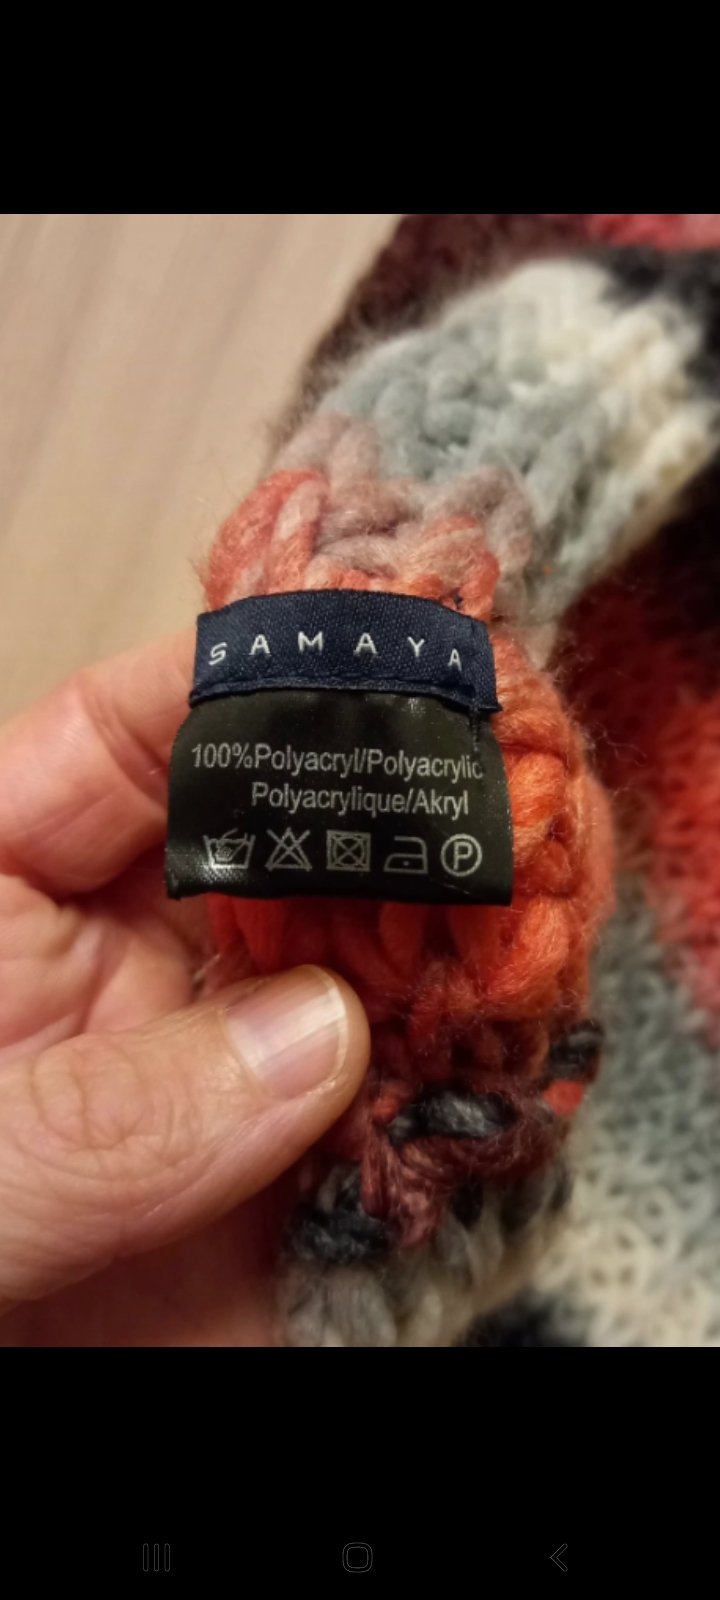 SAMAYA
100%Polyacryl/Polyacrylic
Polyacrylique/Akryl
P